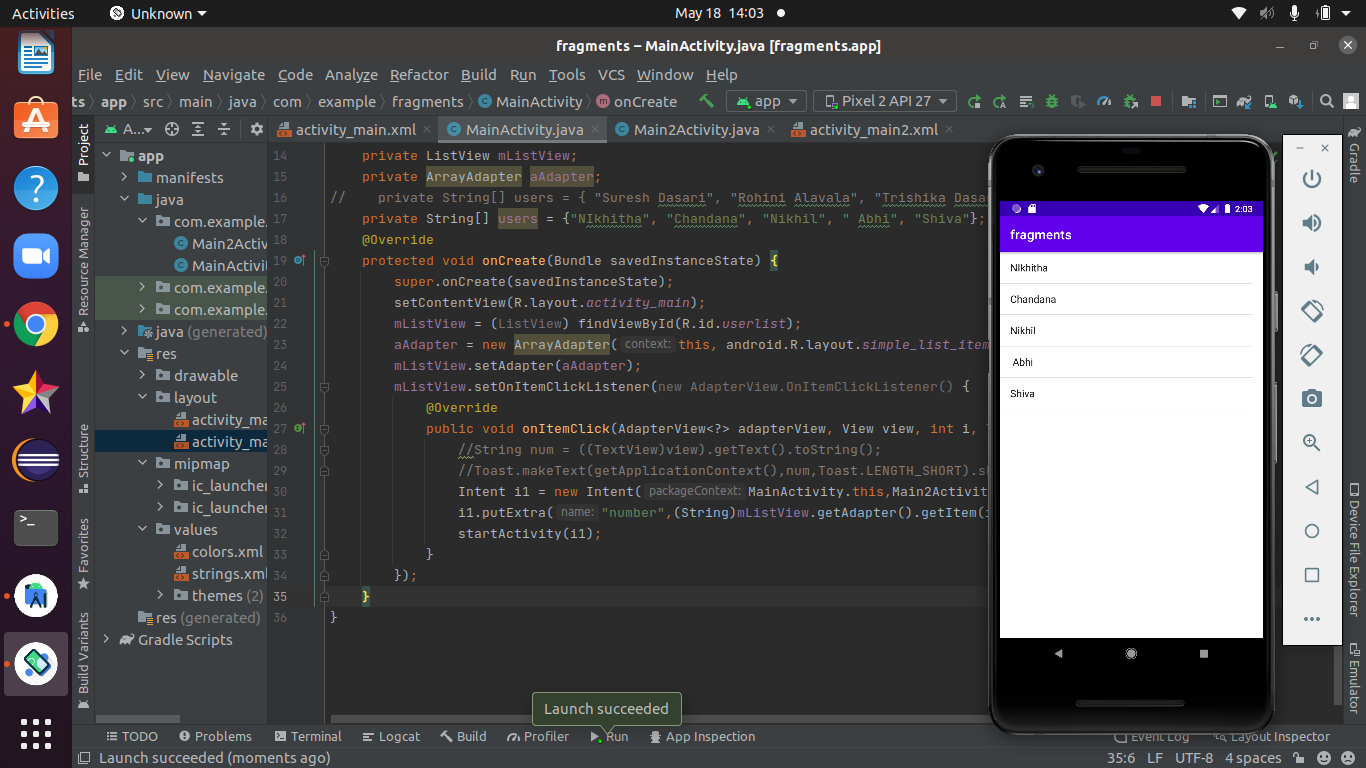 Activities Unknown May 18 14:03
fragments – MainActivity.java [fragments.app]
File Edit View Navigate Code Analyze Refactor Build Run Tools VCS Window Help
ts app src main java com example fragments MainActivity onCreate app Pixel 2 API 27
Project
A...
activity_main.xml MainActivity.java Main2Activity.java activity_main2.xml
Gradle
app
manifests
java
com.example.
Main2Activ
MainActivi
com.example.
com.example.
java (generated)
res
drawable
layout
activity_ma
activity_ma
mipmap
ic_launcher
ic_launcher
values
colors.xml
strings.xml
themes (2)
res (generated)
Gradle Scripts
Resource Manager
Structure
Favorites
Build Variants
14 private ListView mListView;
15 private ArrayAdapter aAdapter;
16 // private String[] users = { "Suresh Dasari", "Rohini Alavala", "Trishika Dasa
17 private String[] users = {"NIkhitha", "Chandana", "Nikhil", " Abhi", "Shiva"};
18 @Override
19 protected void onCreate(Bundle savedInstanceState) {
20 super.onCreate(savedInstanceState);
21 setContentView(R.layout.activity_main);
22 mListView = (ListView) findViewById(R.id.userlist);
23 aAdapter = new ArrayAdapter( context: this, android.R.layout.simple_list_item
24 mListView.setAdapter(aAdapter);
25 mListView.setOnItemClickListener(new AdapterView.OnItemClickListener() {
26 @Override
27 public void onItemClick(AdapterView<?> adapterView, View view, int i,
28 //String num = ((TextView)view).getText().toString();
29 //Toast.makeText(getApplicationContext(),num,Toast.LENGTH_SHORT).s
30 Intent i1 = new Intent( packageContext: MainActivity.this,Main2Activit
31 i1.putExtra( name: "number",(String)mListView.getAdapter().getItem(i
32 startActivity(i1);
33 }
34 });
35 }
36 }
2:03
fragments
NIkhitha
Chandana
Nikhil
Abhi
Shiva
Device File Explorer
Emulator
Launch succeeded
TODO Problems Terminal Logcat Build Profiler Run App Inspection Event Log Layout Inspector
Launch succeeded (moments ago) 35:6 LF UTF-8 4 spaces